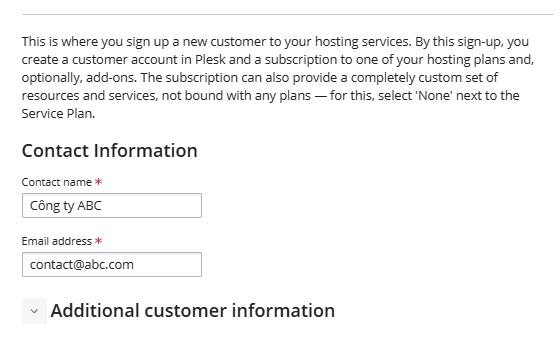 This is where you sign up a new customer to your hosting services. By this sign-up, you
create a customer account in Plesk and a subscription to one of your hosting plans and,
optionally, add-ons. The subscription can also provide a completely custom set of
resources and services, not bound with any plans — for this, select 'None' next to the
Service Plan.
Contact Information
Contact name *
Công ty ABC
Email address *
contact@abc.com
Additional customer information